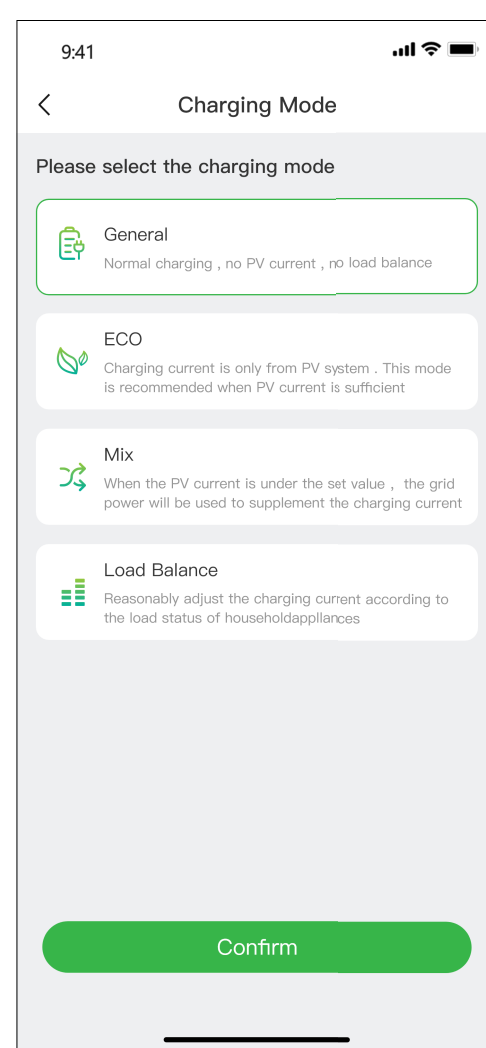 9:41
Charging Mode
Please select the charging mode
General
Normal charging , no PV current , no load balance
ECO
Charging current is only from PV system . This mode
is recommended when PV current is sufficient
Mix
When the PV current is under the set value , the grid
power will be used to supplement the charging current
Load Balance
Reasonably adjust the charging current according to
the load status of householdappllances
Confirm